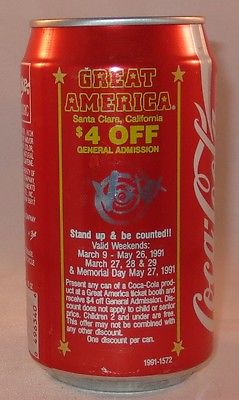 GREAT
AMERICA®
Santa Clara, California
$4 OFF
GENERAL ADMISSION
Stand up & be counted!!
Valid Weekends:
March 9 - May 26, 1991
March 27, 28 & 29
& Memorial Day May 27, 1991
Present any can of a Coca-Cola prod-
uct at a Great America ticket booth and
receive $4 off General Admission. Dis-
count does not apply to child or senior
price. Children 2 and under are free.
This offer may not be combined with
any other discount.
One discount per can.
1991-1572
Coca-Cola